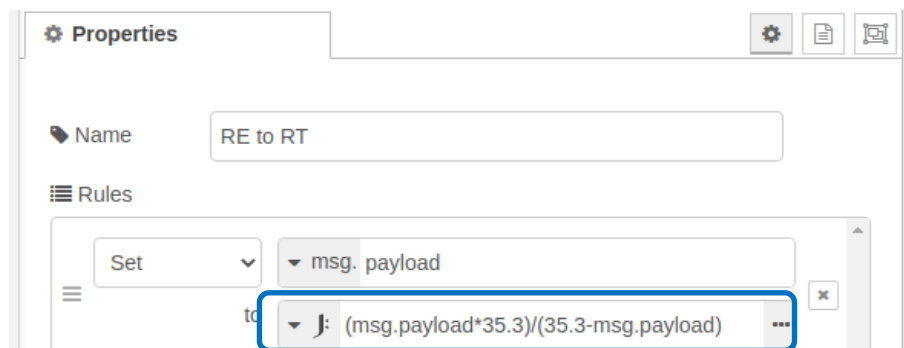 Properties
Name
RE to RT
Rules
Set
msg. payload
to
J: (msg.payload*35.3)/(35.3-msg.payload)